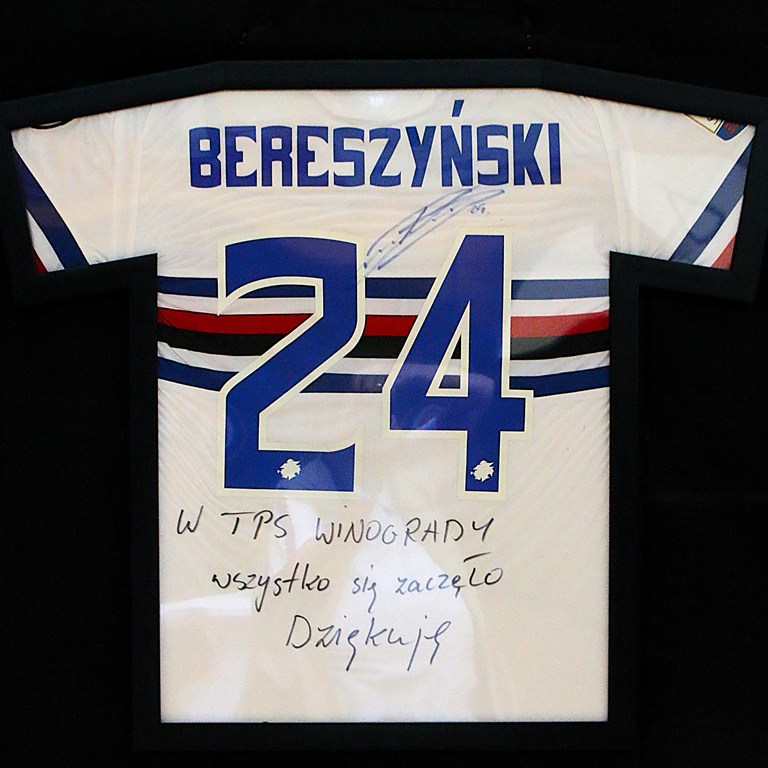 BERESZYŃSKI
24
W TPS WINOGRADY
wszystko się zaczęło
Dziękuję